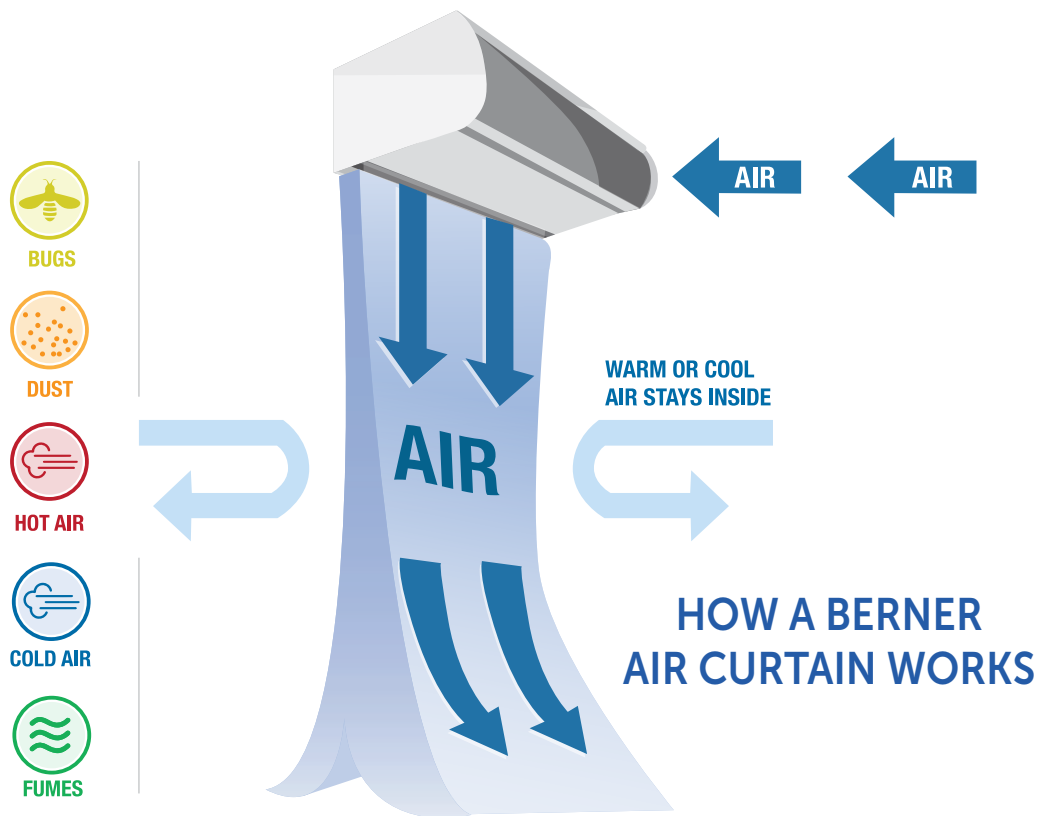 AIR
AIR
BUGS
DUST
WARM OR COOL
AIR STAYS INSIDE
AIR
HOT AIR
COLD AIR
HOW A BERNER
AIR CURTAIN WORKS
FUMES